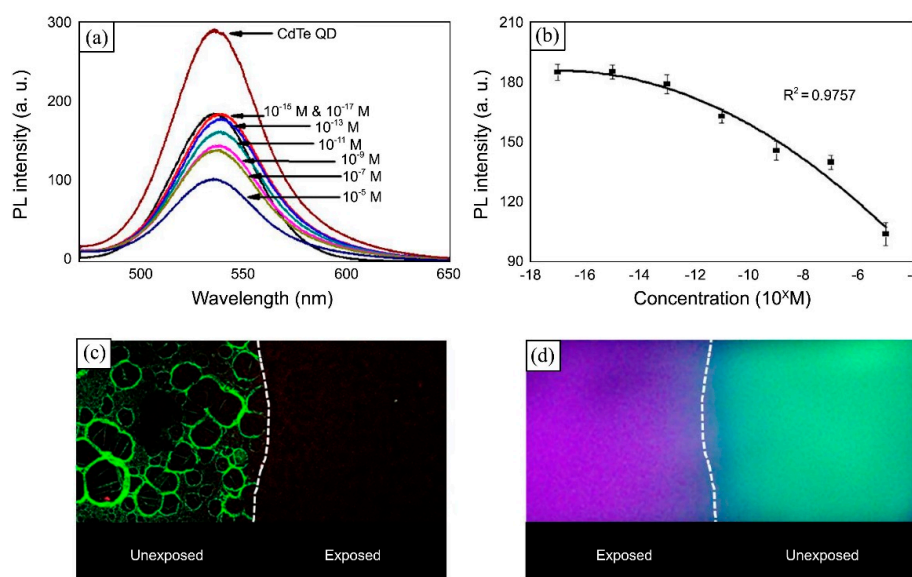 (a)
300
200
100
0
PL intensity (a. u.)
CdTe QD
10⁻¹⁵ M & 10⁻¹⁷ M
10⁻¹³ M
10⁻¹¹ M
10⁻⁹ M
10⁻⁷ M
10⁻⁵ M
500
550
600
650
Wavelength (nm)
(b)
210
180
150
120
90
PL intensity (a. u.)
R² = 0.9757
-18
-16
-14
-12
-10
-8
-6
-4
Concentration (10ˣM)
(c)
Unexposed
Exposed
(d)
Exposed
Unexposed